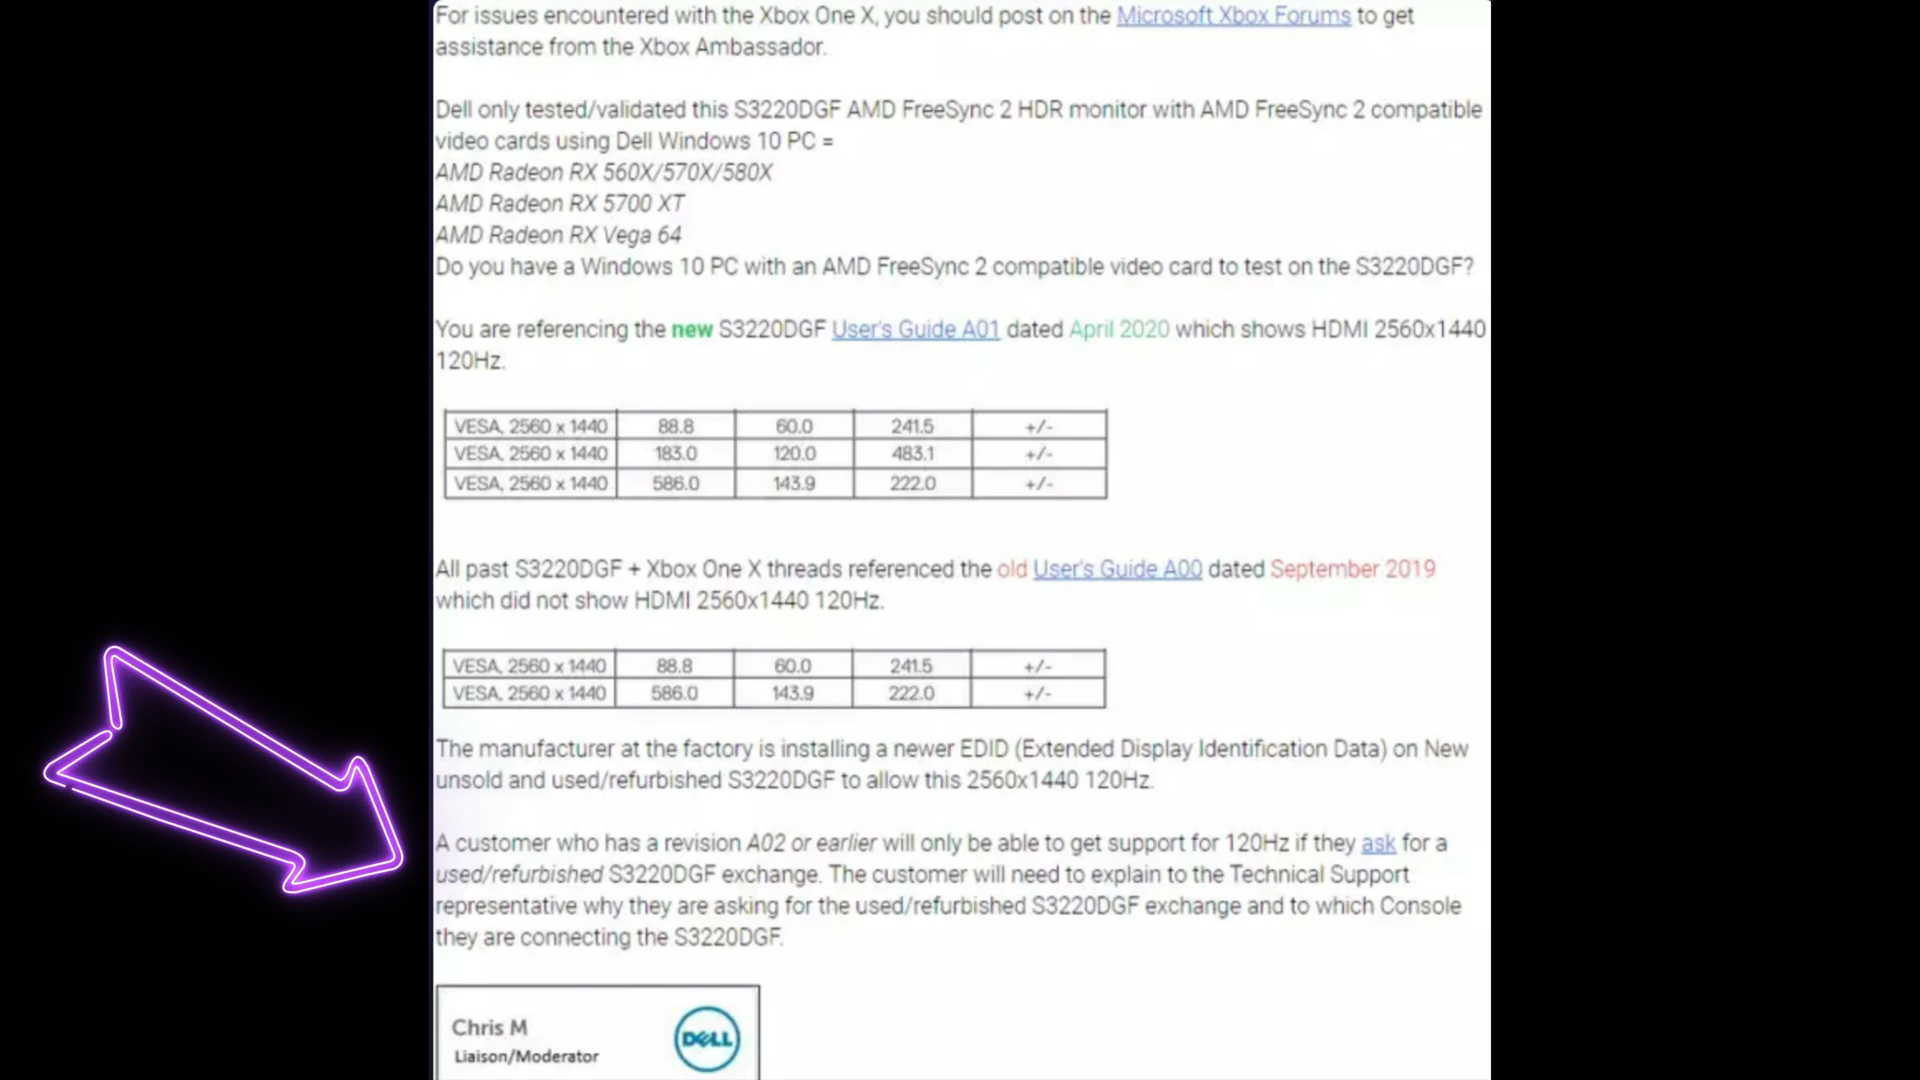 For issues encountered with the Xbox One X, you should post on the Microsoft Xbox Forums to get
assistance from the Xbox Ambassador.
Dell only tested/validated this S3220DGF AMD FreeSync 2 HDR monitor with AMD FreeSync 2 compatible
video cards using Dell Windows 10 PC =
AMD Radeon RX 560X/570X/580X
AMD Radeon RX 5700 XT
AMD Radeon RX Vega 64
Do you have a Windows 10 PC with an AMD FreeSync 2 compatible video card to test on the S3220DGF?
You are referencing the new S3220DGF User's Guide A01 dated April 2020 which shows HDMI 2560x1440
120Hz.
VESA, 2560 x 1440 88.8 60.0 241.5 +/-
VESA, 2560 x 1440 183.0 120.0 483.1 +/-
VESA, 2560 x 1440 586.0 143.9 222.0 +/-
All past S3220DGF + Xbox One X threads referenced the old User's Guide A00 dated September 2019
which did not show HDMI 2560x1440 120Hz.
VESA, 2560 x 1440 88.8 60.0 241.5 +/-
VESA, 2560 x 1440 586.0 143.9 222.0 +/-
The manufacturer at the factory is installing a newer EDID (Extended Display Identification Data) on New
unsold and used/refurbished S3220DGF to allow this 2560x1440 120Hz.
A customer who has a revision A02 or earlier will only be able to get support for 120Hz if they ask for a
used/refurbished S3220DGF exchange. The customer will need to explain to the Technical Support
representative why they are asking for the used/refurbished S3220DGF exchange and to which Console
they are connecting the S3220DGF.
Chris M
Liaison/Moderator
DELL